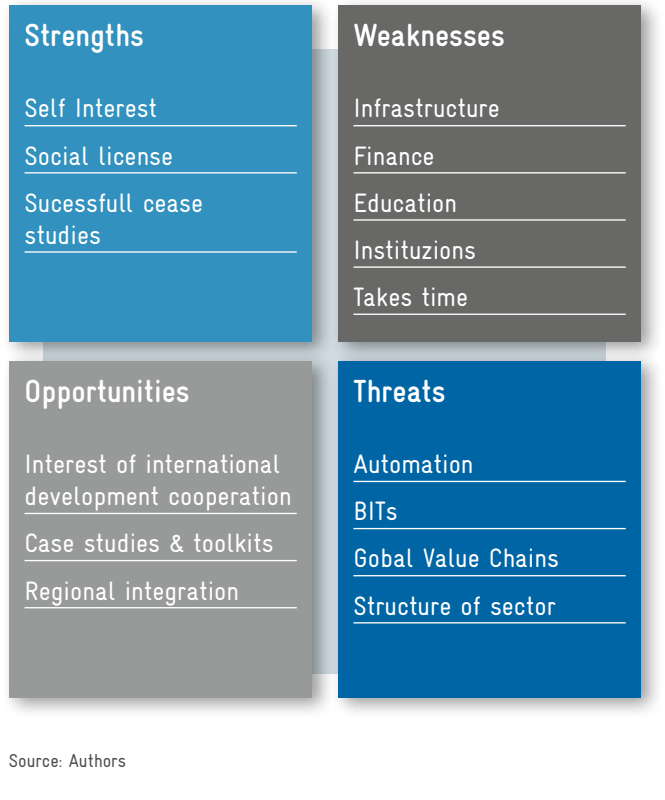 Strengths
Self Interest
Social license
Sucessfull cease
studies
Weaknesses
Infrastructure
Finance
Education
Instituzions
Takes time
Opportunities
Interest of international
development cooperation
Case studies & toolkits
Regional integration
Threats
Automation
BITs
Gobal Value Chains
Structure of sector
Source: Authors